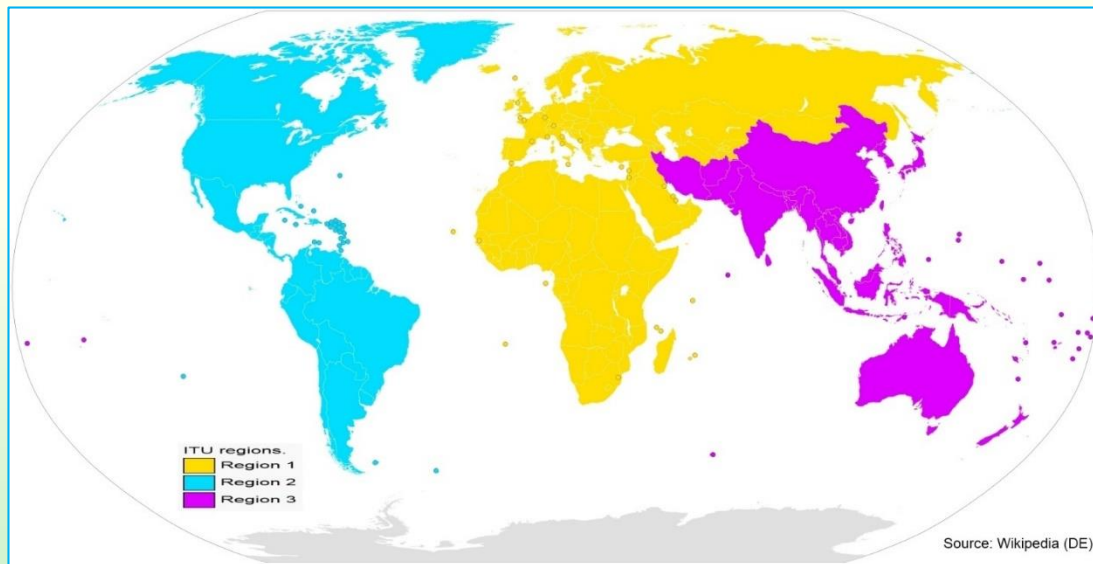 ITU regions.
Region 1
Region 2
Region 3
Source: Wikipedia (DE)